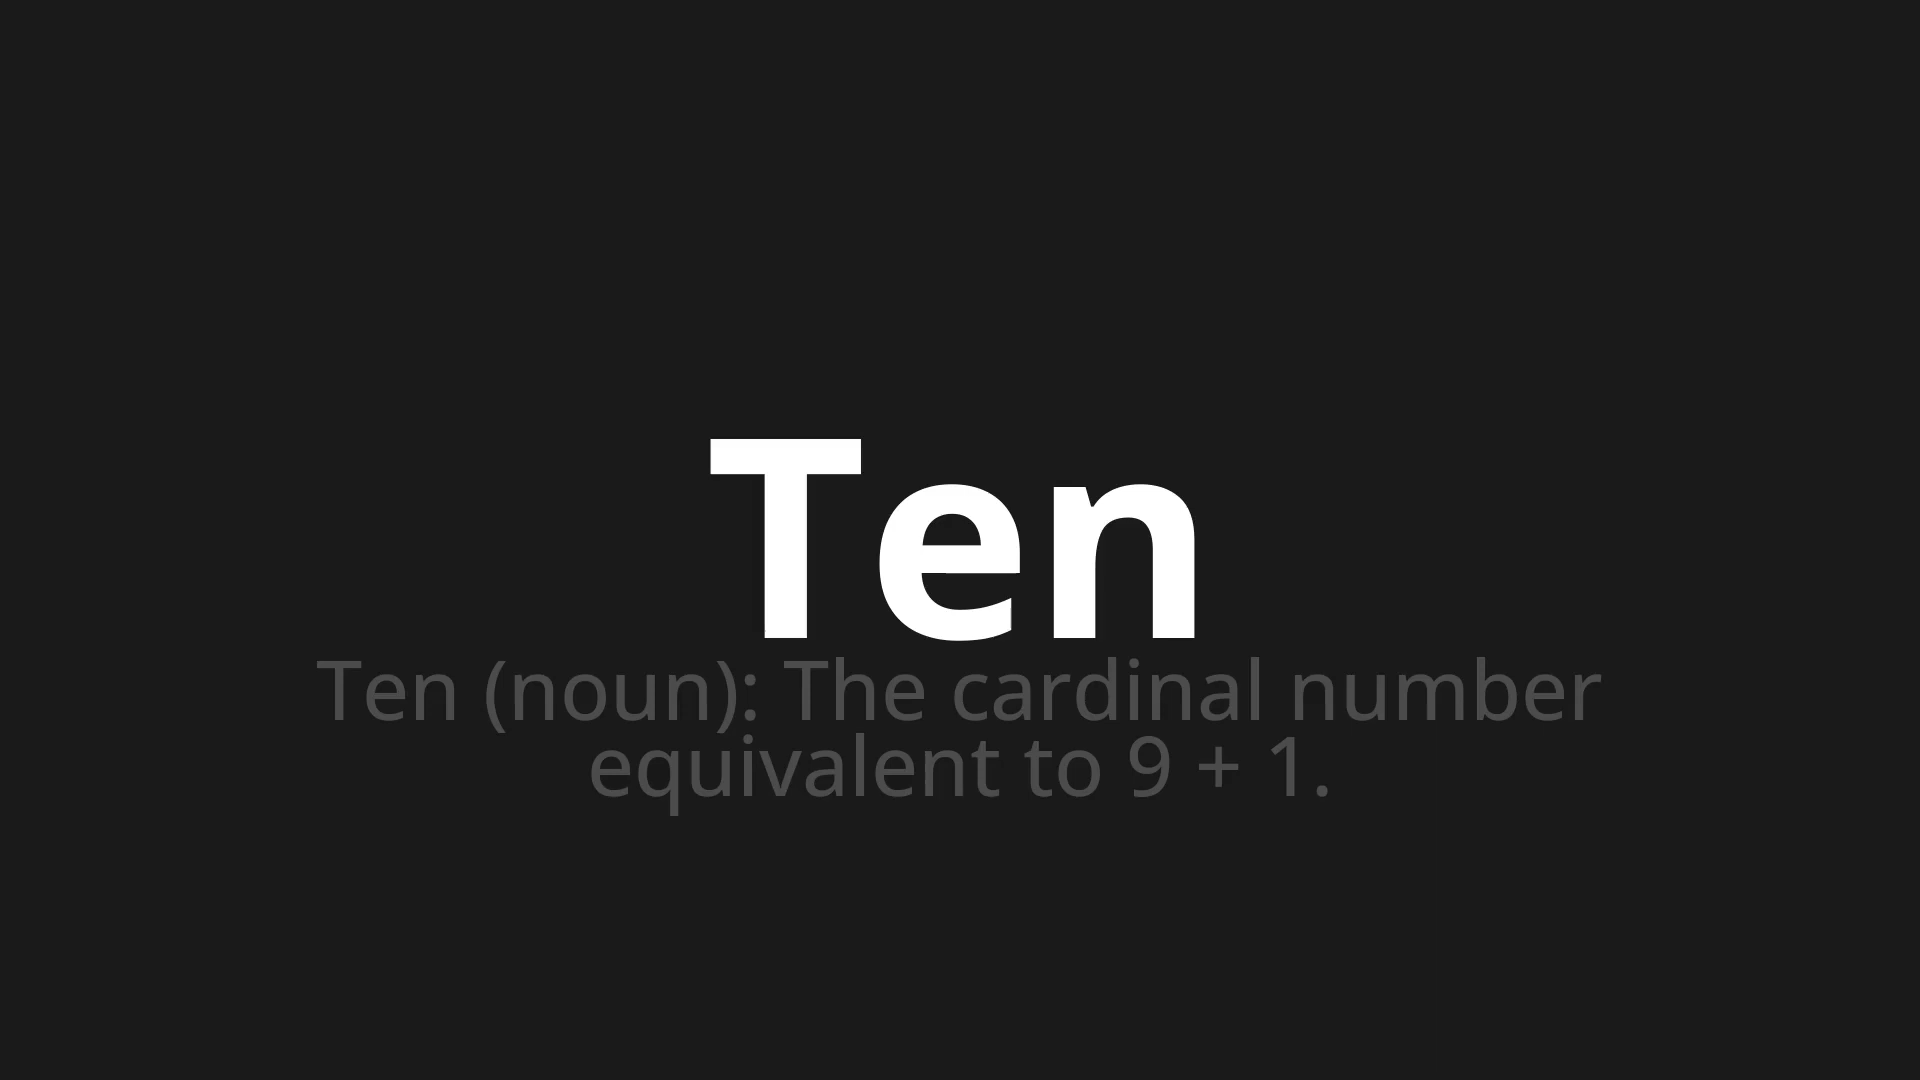 Ten
Ten (noun): The cardinal number
equivalent to 9 + 1.